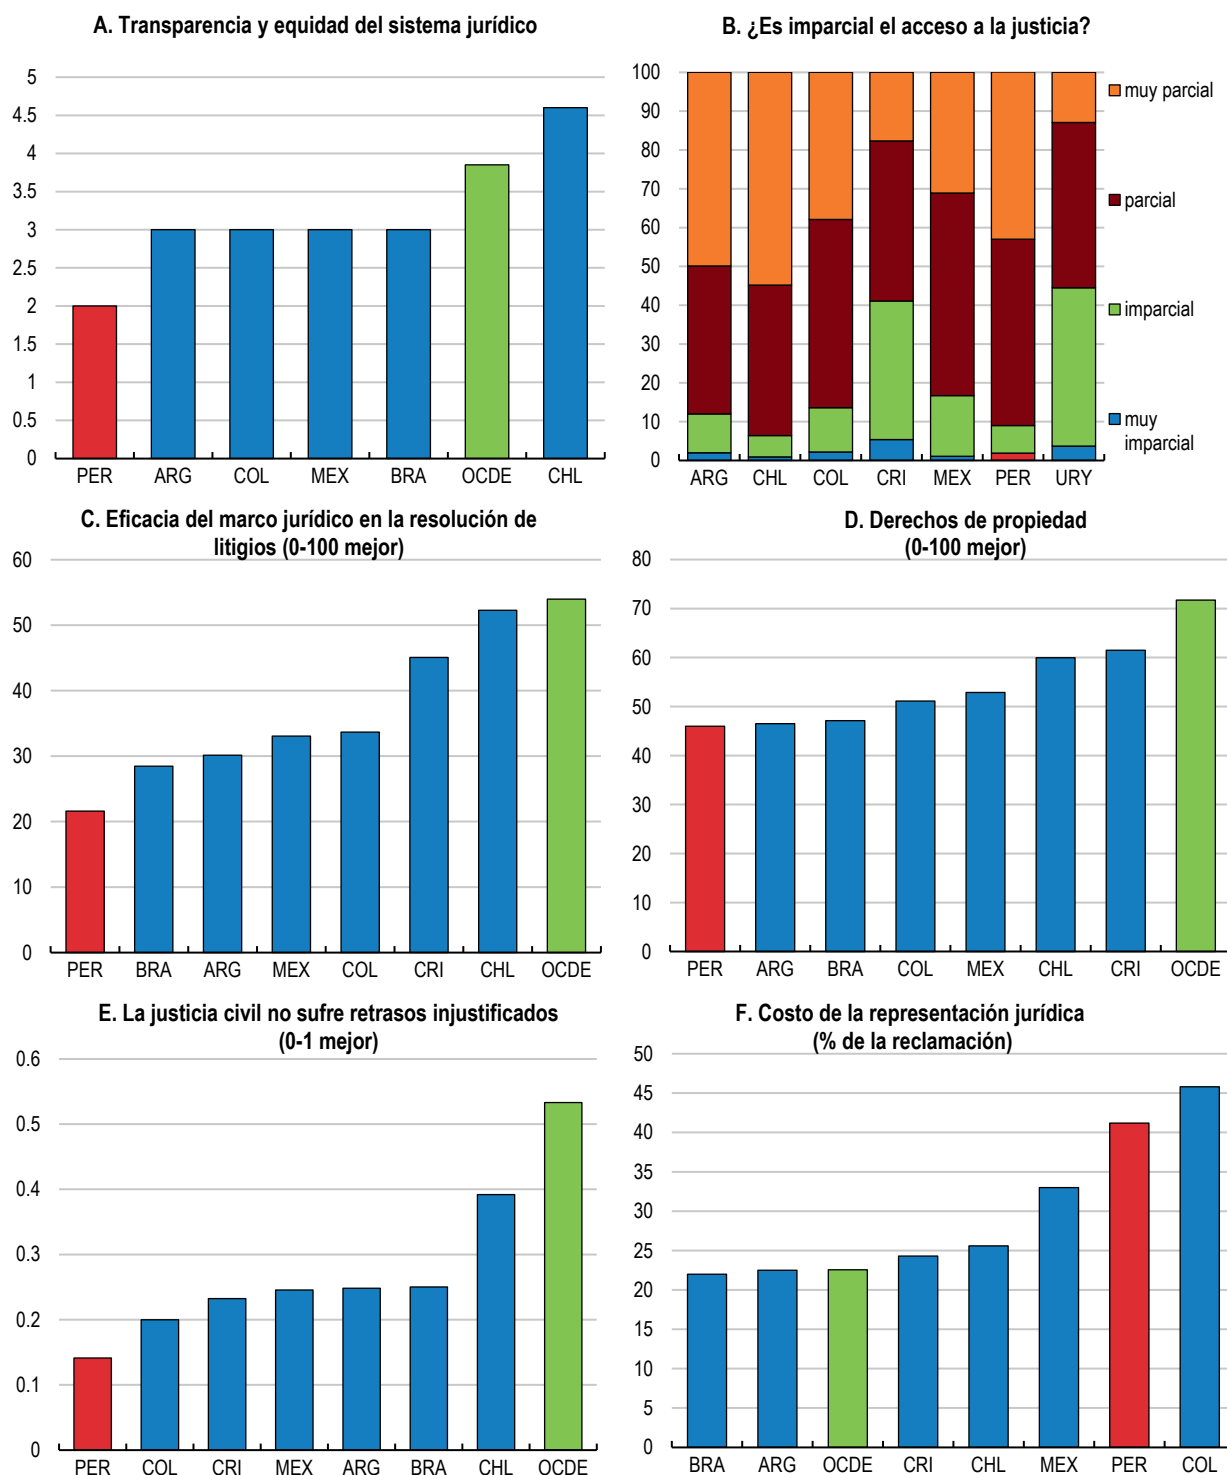 A. Transparencia y equidad del sistema jurídico
5
4.5
4
3.5
3
2.5
2
1.5
1
0.5
0
PER ARG COL MEX BRA OCDE CHL
B. ¿Es imparcial el acceso a la justicia?
100
90
80
70
60
50
40
30
20
10
0
ARG CHL COL CRI MEX PER URY
muy parcial
parcial
imparcial
muy
imparcial
C. Eficacia del marco jurídico en la resolución de
litigios (0-100 mejor)
60
50
40
30
20
10
0
PER BRA ARG MEX COL CRI CHL OCDE
D. Derechos de propiedad
(0-100 mejor)
80
70
60
50
40
30
20
10
0
PER ARG BRA COL MEX CHL CRI OCDE
E. La justicia civil no sufre retrasos injustificados
(0-1 mejor)
0.6
0.5
0.4
0.3
0.2
0.1
0
PER COL CRI MEX ARG BRA CHL OCDE
F. Costo de la representación jurídica
(% de la reclamación)
50
45
40
35
30
25
20
15
10
5
0
BRA ARG OCDE CRI CHL MEX PER COL